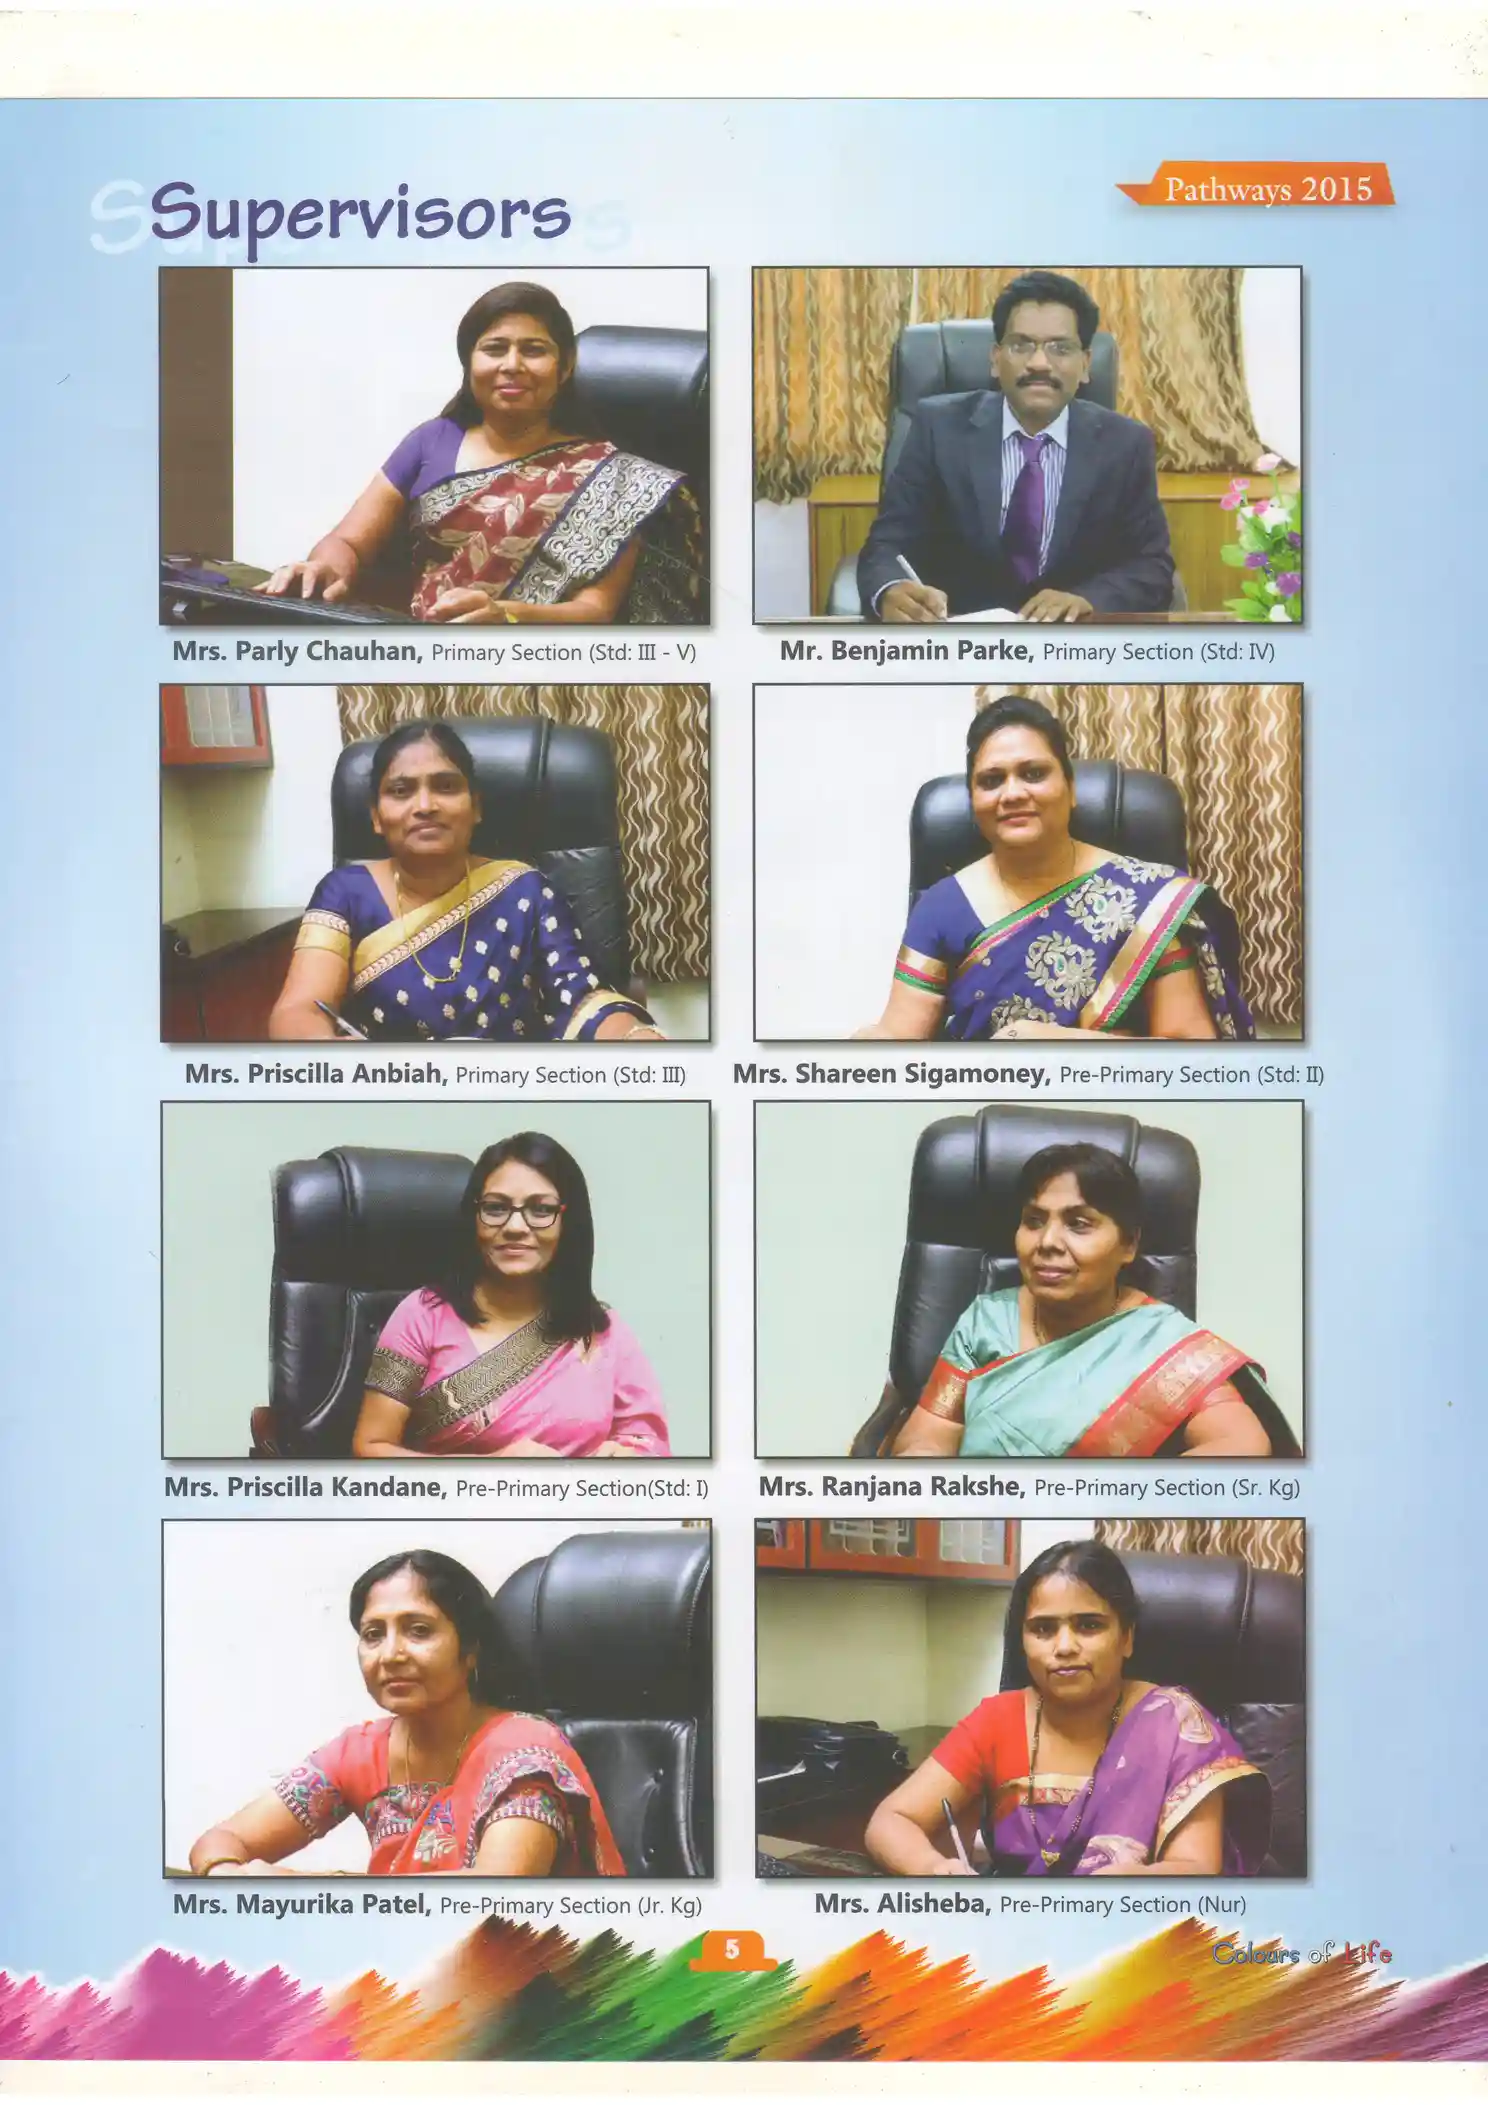 Supervisors
Pathways 2015
Mrs. Parly Chauhan, Primary Section (Std: III - V)
Mr. Benjamin Parke, Primary Section (Std: IV)
Mrs. Priscilla Anbiah, Primary Section (Std: III)
Mrs. Shareen Sigamoney, Pre-Primary Section (Std: II)
Mrs. Priscilla Kandane, Pre-Primary Section(Std: I)
Mrs. Ranjana Rakshe, Pre-Primary Section (Sr. Kg)
Mrs. Mayurika Patel, Pre-Primary Section (Jr. Kg)
Mrs. Alisheba, Pre-Primary Section (Nur)
5
Colours of Life